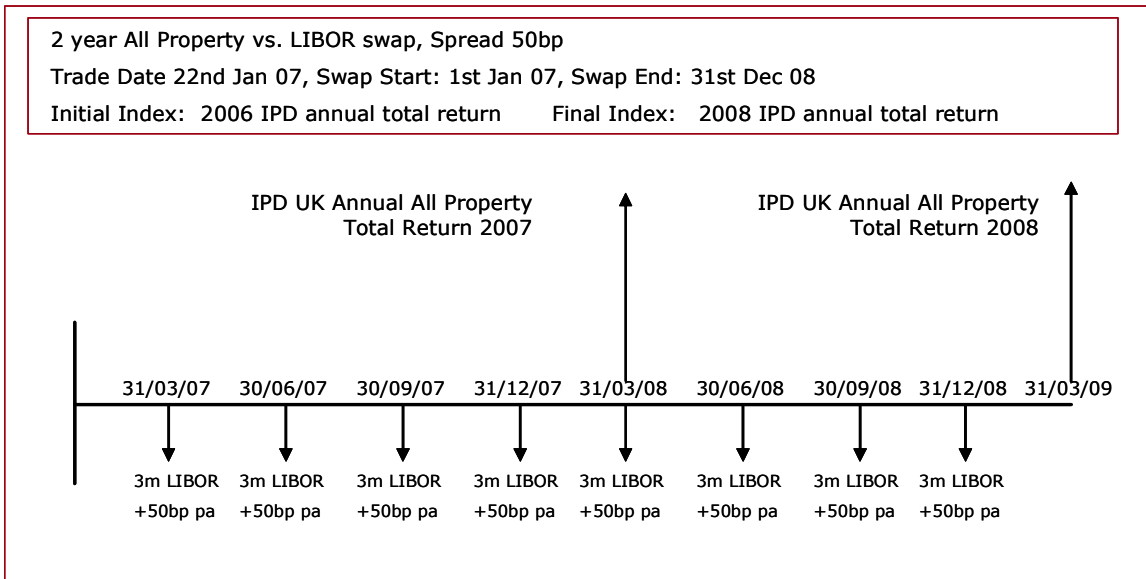 2 year All Property vs. LIBOR swap, Spread 50bp
Trade Date 22nd Jan 07, Swap Start: 1st Jan 07, Swap End: 31st Dec 08
Initial Index: 2006 IPD annual total return Final Index: 2008 IPD annual total return
IPD UK Annual All Property
Total Return 2007
IPD UK Annual All Property
Total Return 2008
31/03/07 30/06/07 30/09/07 31/12/07 31/03/08 30/06/08 30/09/08 31/12/08 31/03/09
3m LIBOR 3m LIBOR 3m LIBOR 3m LIBOR 3m LIBOR 3m LIBOR 3m LIBOR 3m LIBOR
+50bp pa +50bp pa +50bp pa +50bp pa +50bp pa +50bp pa +50bp pa +50bp pa